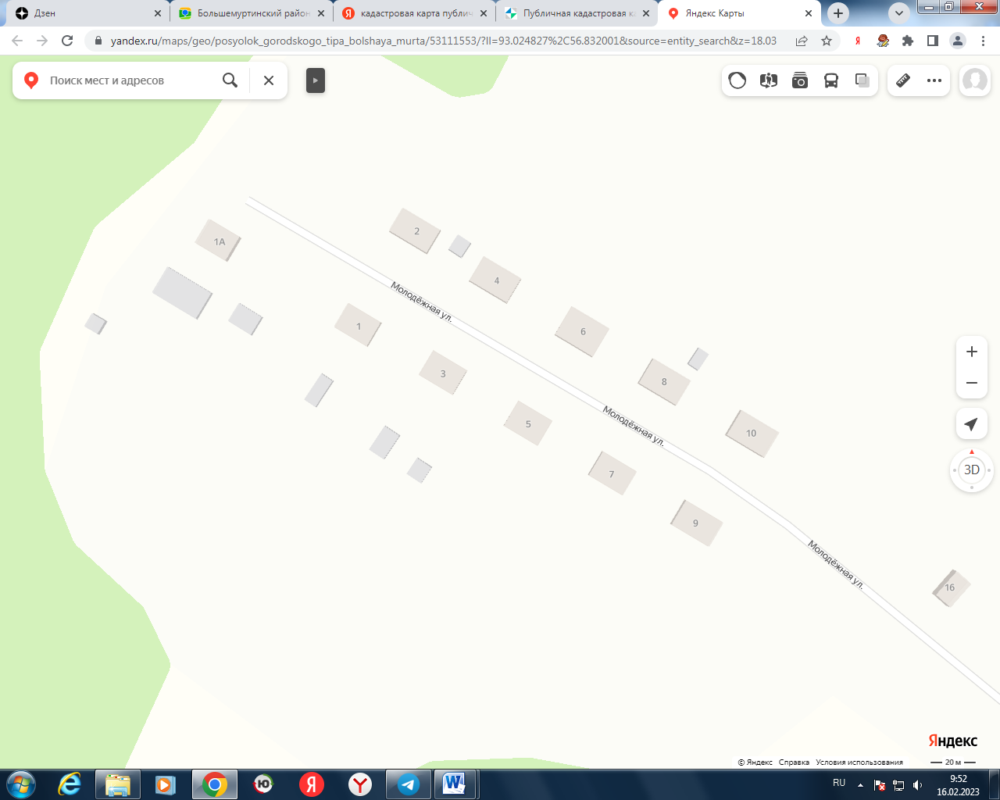 Дзен
Большемуртинский район
кадастровая карта публич
Публичная кадастровая ка
Яндекс Карты
yandex.ru/maps/geo/posyolok_gorodskogo_tipa_bolshaya_murta/53111553/?ll=93.024827%2C56.832001&source=entity_search&z=18.03
Поиск мест и адресов
1А
2
4
Молодёжная ул.
1
6
3
8
5
Молодёжная ул.
10
7
3D
9
Молодёжная ул.
16
Яндекс
© Яндекс Справка Условия использования
20 м
Ю
Я
Y
W
RU
9:52
16.02.2023